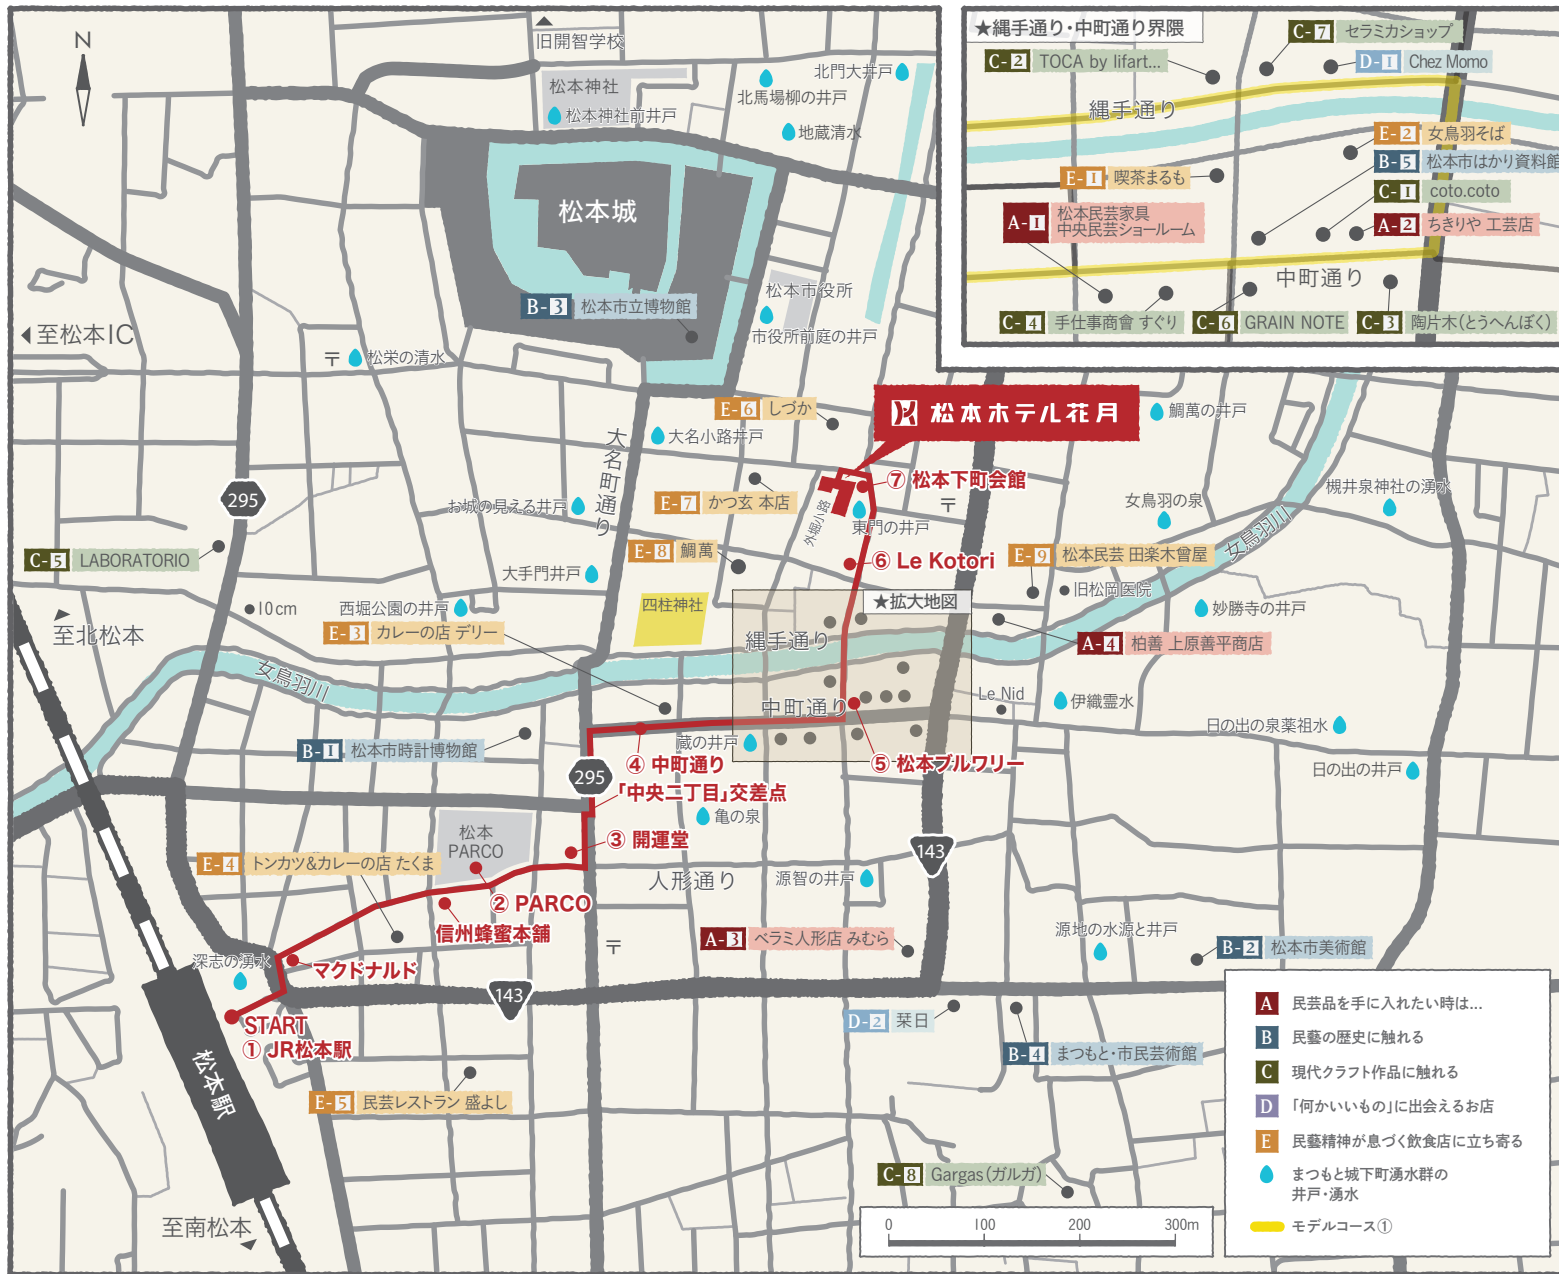 N
旧開智学校
松本神社
松本神社前井戸
北馬場柳の井戸
北門大井戸
地蔵清水
松本城
B-3 松本市立博物館
松本市役所
市役所前庭の井戸
至松本IC
〒
松栄の清水
★縄手通り・中町通り界隈
C-7 セラミカショップ
C-2 TOCA by lifart...
D-1 Chez Momo
縄手通り
E-2 女鳥羽そば
B-5 松本市はかり資料館
E-1 喫茶まるも
C-1 coto.coto
A-1 松本民芸家具
中央民芸ショールーム
A-2 ちきりや 工芸店
中町通り
C-4 手仕事商會 すぐり
C-6 GRAIN NOTE
C-3 陶片木(とうへんぼく)
E-6 しづか
松本ホテル花月
鯛萬の井戸
大名小路井戸
大名町通り
⑦ 松本下町会館
295
お城の見える井戸
E-7 かつ玄 本店
外堀小路
東門の井戸
〒
女鳥羽の泉
槻井泉神社の湧水
女鳥羽川
C-5 LABORATORIO
E-8 鯛萬
⑥ Le Kotori
E-9 松本民芸 田楽木曾屋
大手門井戸
旧松岡医院
10cm
西堀公園の井戸
四柱神社
★拡大地図
妙勝寺の井戸
至北松本
E-3 カレーの店 デリー
縄手通り
A-4 柏善 上原善平商店
女鳥羽川
中町通り
Le Nid
伊織霊水
日の出の泉薬祖水
B-1 松本市時計博物館
蔵の井戸
④ 中町通り
⑤ 松本ブルワリー
日の出の井戸
295
「中央二丁目」交差点
亀の泉
松本
PARCO
③ 開運堂
143
E-4 トンカツ&カレーの店 たくま
人形通り
源智の井戸
② PARCO
信州蜂蜜本舗
〒
A-3 ベラミ人形店 みむら
源地の水源と井戸
B-2 松本市美術館
深志の湧水
マクドナルド
143
START
① JR松本駅
D-2 栞日
B-4 まつもと・市民芸術館
松本駅
E-5 民芸レストラン 盛よし
C-8 Gargas(ガルガ)
至南松本
0 100 200 300m
A 民芸品を手に入れたい時は...
B 民藝の歴史に触れる
C 現代クラフト作品に触れる
D 「何かいいもの」に出会えるお店
E 民藝精神が息づく飲食店に立ち寄る
まつもと城下町湧水群の
井戸・湧水
モデルコース①